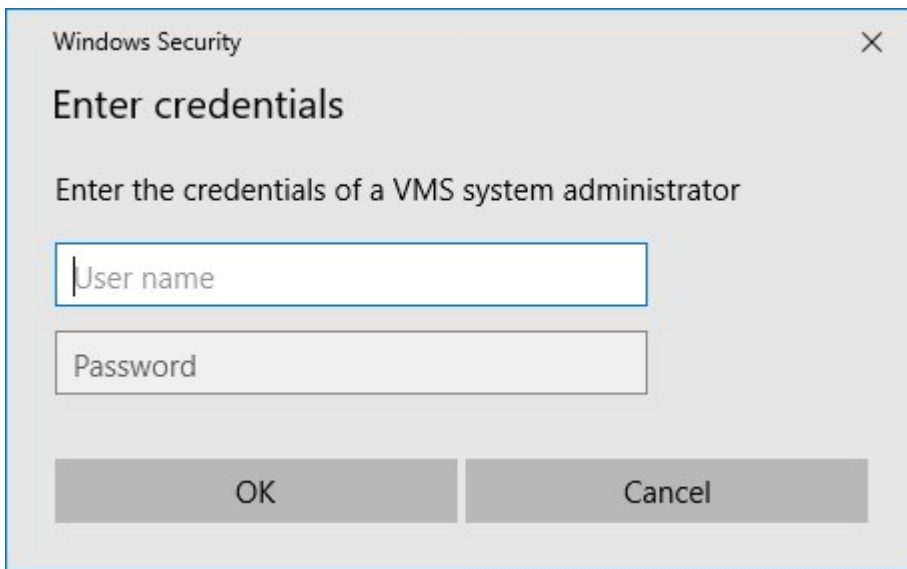 Windows Security
Enter credentials
Enter the credentials of a VMS system administrator
User name
Password
OK Cancel